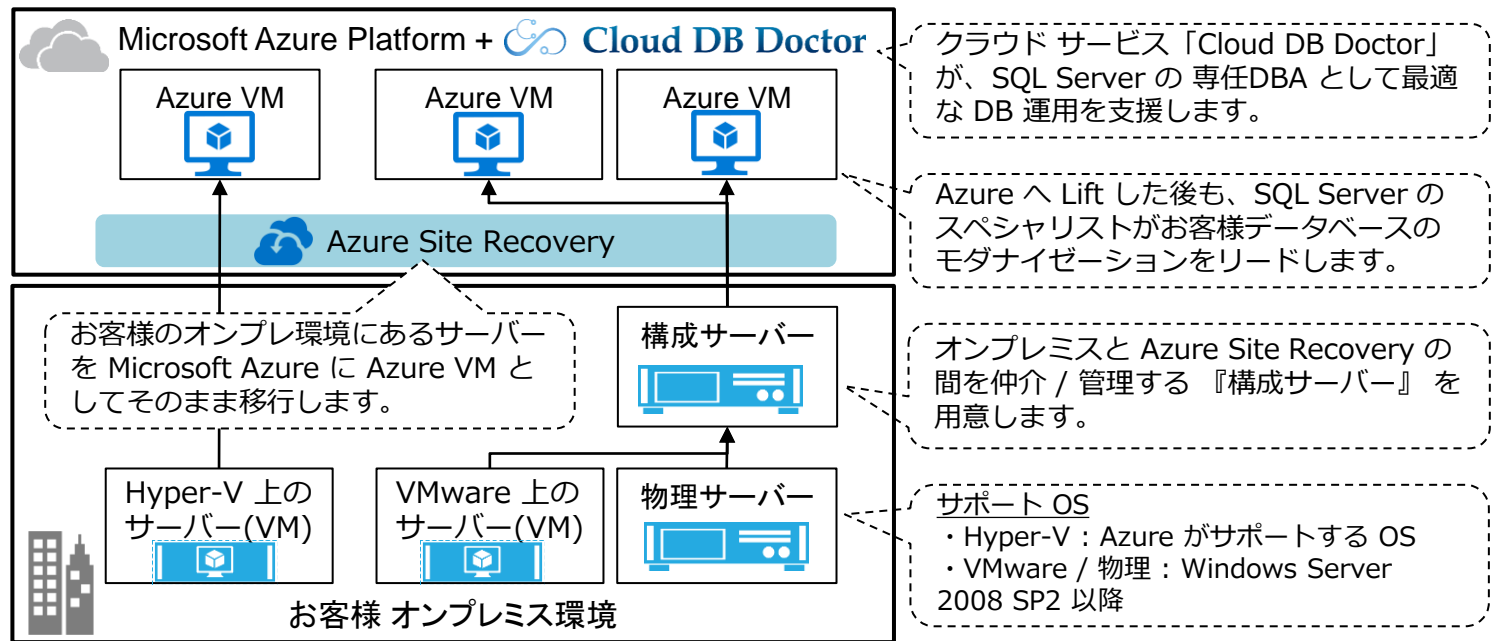 Microsoft Azure Platform + Cloud DB Doctor
Azure VM
Azure VM
Azure VM
Azure Site Recovery
クラウド サービス「Cloud DB Doctor」
が、SQL Server の 専任DBA として最適
な DB 運用を支援します。
Azure へ Lift した後も、SQL Server の
スペシャリストがお客様データベースの
モダナイゼーションをリードします。
お客様のオンプレ環境にあるサーバー
を Microsoft Azure に Azure VM と
してそのまま移行します。
構成サーバー
オンプレミスと Azure Site Recovery の
間を仲介 / 管理する 『構成サーバー』 を
用意します。
Hyper-V 上の
サーバー(VM)
VMware 上の
サーバー(VM)
物理サーバー
お客様 オンプレミス環境
サポート OS
・Hyper-V : Azure がサポートする OS
・VMware / 物理 : Windows Server
2008 SP2 以降